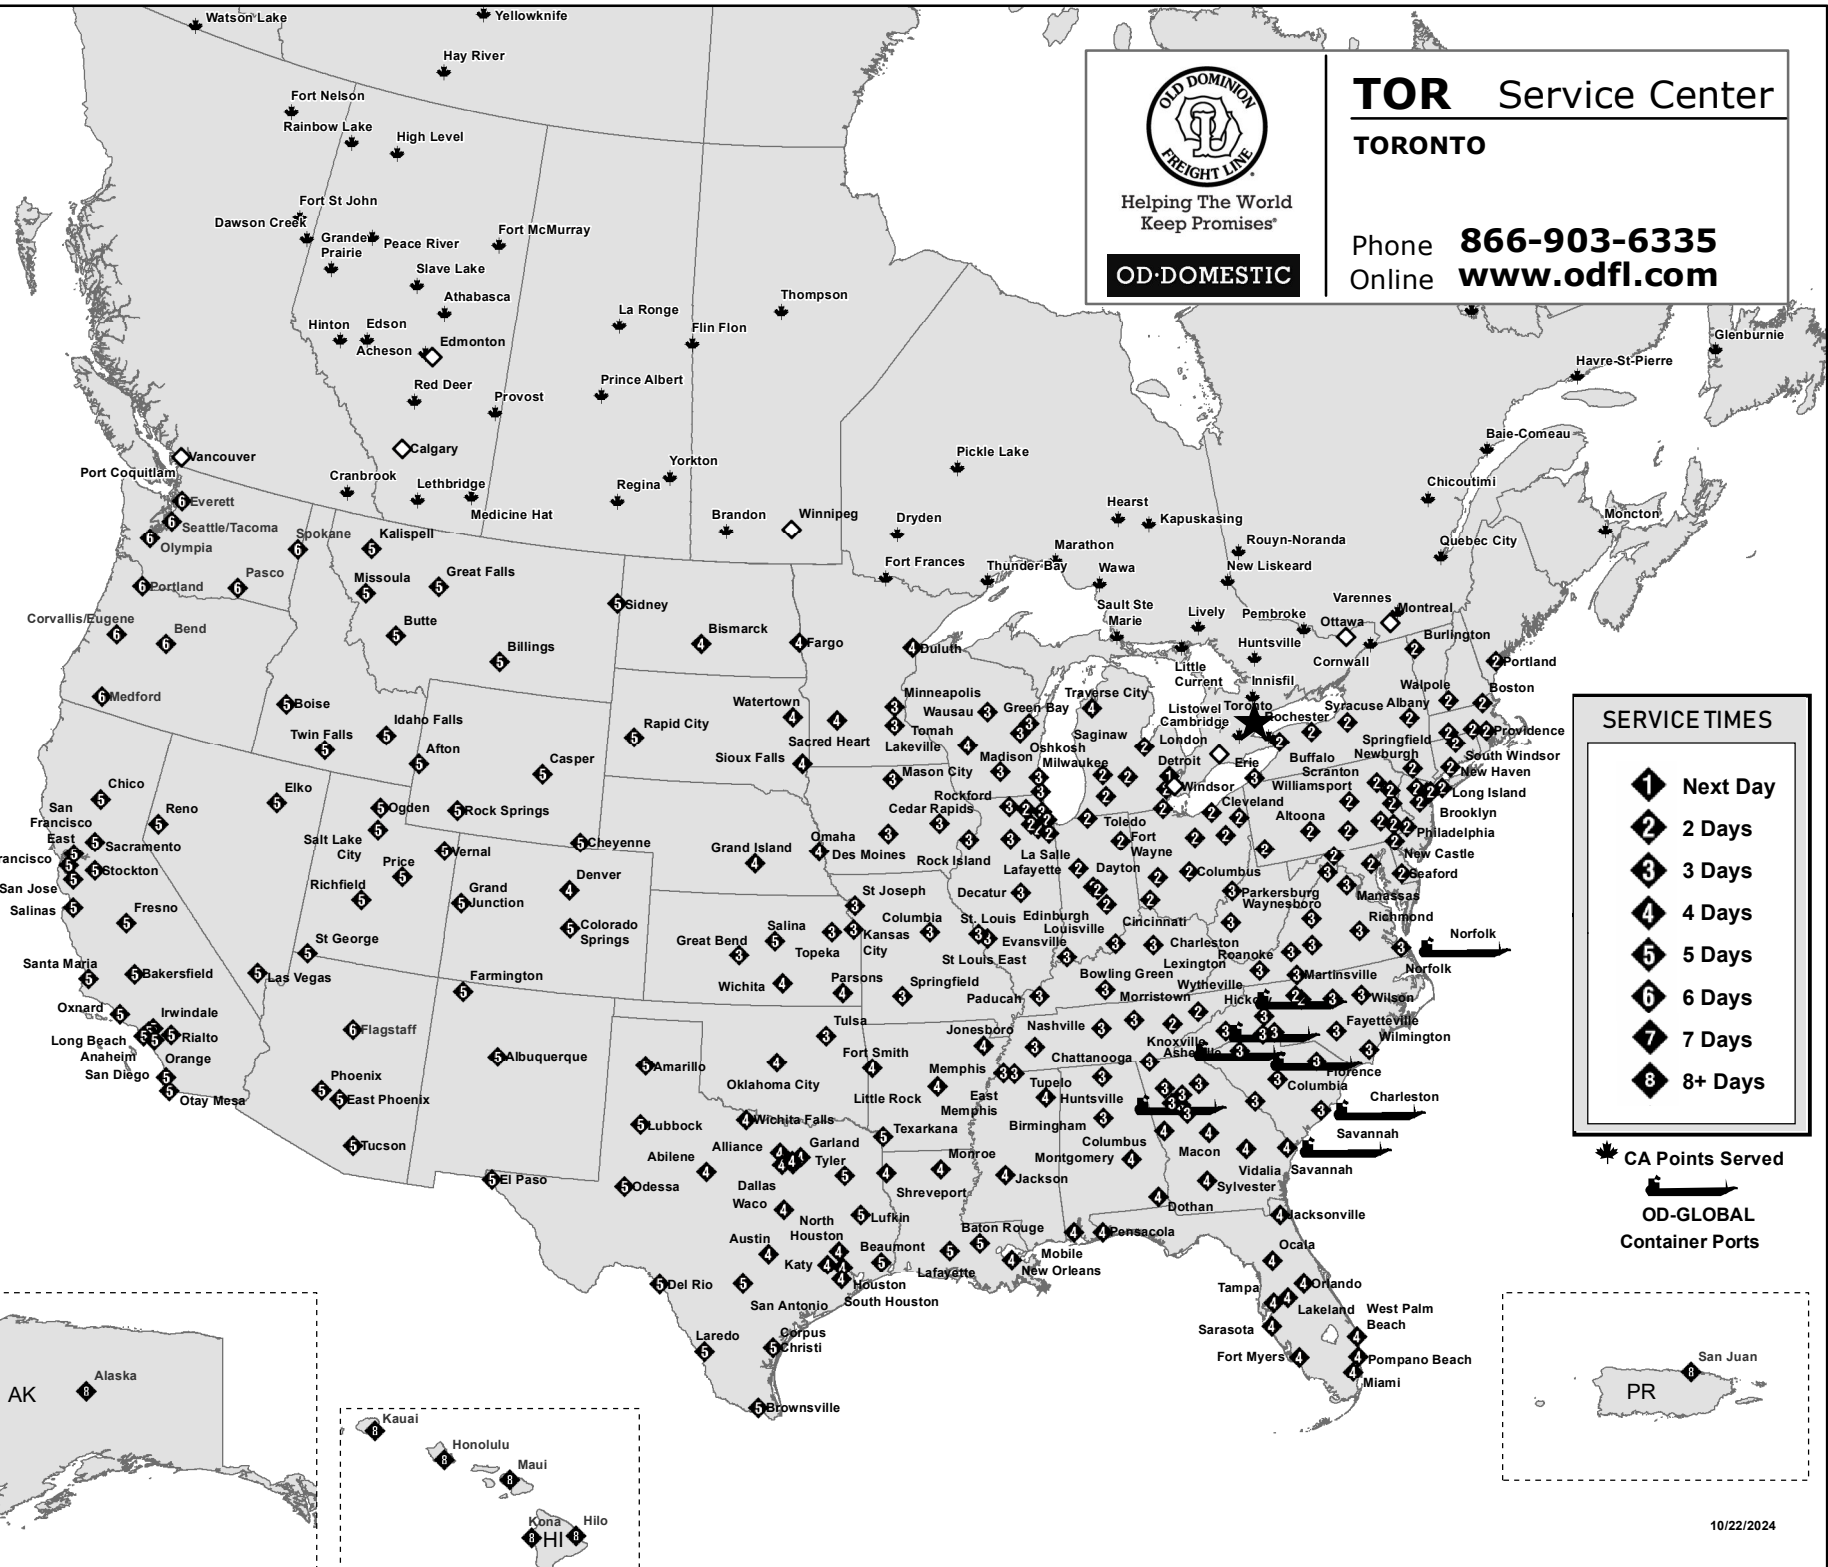 Watson Lake
Yellowknife
Hay River
Fort Nelson
Rainbow Lake
High Level
Fort St John
Dawson Creek
Grande
Prairie
Peace River
Fort McMurray
Slave Lake
Athabasca
Hinton
Edson
Acheson
Edmonton
La Ronge
Thompson
Flin Flon
Red Deer
Provost
Prince Albert
Calgary
Vancouver
Port Coquitlam
Cranbrook
Lethbridge
Medicine Hat
Yorkton
Regina
Brandon
Winnipeg
Pickle Lake
Dryden
Fort Frances
Thunder Bay
Hearst
Kapuskasing
Marathon
Wawa
Rouyn-Noranda
New Liskeard
Sault Ste
Marie
Lively
Pembroke
Huntsville
Little
Current
Innisfil
Ottawa
Varennes
Montreal
Cornwall
Quebec City
Chicoutimi
Baie-Comeau
Havre-St-Pierre
Glenburnie
Moncton
OLD DOMINION
FREIGHT LINE
Helping The World
Keep Promises®
OD·DOMESTIC
TOR Service Center
TORONTO
Phone 866-903-6335
Online www.odfl.com
Everett
Seattle/Tacoma
Olympia
Spokane
Pasco
Portland
Corvallis/Eugene
Bend
Medford
Kalispell
Missoula
Great Falls
Butte
Billings
Sidney
Bismarck
Fargo
Duluth
Boise
Twin Falls
Idaho Falls
Afton
Casper
Rapid City
Watertown
Sacred Heart
Sioux Falls
Minneapolis
Wausau
Green Bay
Tomah
Lakeville
Madison
Oshkosh
Milwaukee
Mason City
Rockford
Cedar Rapids
Traverse City
Saginaw
Listowel
Cambridge
Toronto
London
Detroit
Windsor
Erie
Rochester
Buffalo
Syracuse
Albany
Burlington
Portland
Walpole
Boston
Springfield
Providence
South Windsor
Newburgh
New Haven
Scranton
Long Island
Williamsport
Brooklyn
Cleveland
Altoona
Philadelphia
New Castle
Seaford
Manassas
Chico
San
Francisco
East
Sacramento
rancisco
Stockton
San Jose
Salinas
Fresno
Reno
Elko
Ogden
Salt Lake
City
Rock Springs
Vernal
Price
Richfield
Grand
Junction
Cheyenne
Denver
Colorado
Springs
Grand Island
Omaha
Des Moines
Rock Island
La Salle
Lafayette
Toledo
Fort
Wayne
Dayton
Columbus
Parkersburg
Waynesboro
Richmond
Norfolk
Norfolk
St George
Santa Maria
Bakersfield
Las Vegas
Oxnard
Irwindale
Rialto
Long Beach
Anaheim
Orange
San Diego
Otay Mesa
Farmington
Flagstaff
Albuquerque
Phoenix
East Phoenix
Tucson
El Paso
Great Bend
Salina
Topeka
St Joseph
Kansas
City
Columbia
Decatur
St. Louis
St Louis East
Evansville
Edinburgh
Louisville
Cincinnati
Charleston
Lexington
Roanoke
Wichita
Parsons
Springfield
Paducah
Bowling Green
Morristown
Wytheville
Martinsville
Hickory
Wilson
Tulsa
Jonesboro
Nashville
Knoxville
Asheville
Fayetteville
Wilmington
Florence
Amarillo
Oklahoma City
Fort Smith
Little Rock
Memphis
East
Memphis
Tupelo
Huntsville
Chattanooga
Columbia
Charleston
Birmingham
Lubbock
Wichita Falls
Texarkana
Abilene
Alliance
Garland
Tyler
Dallas
Monroe
Shreveport
Jackson
Columbus
Montgomery
Macon
Vidalia
Savannah
Savannah
Sylvester
Dothan
Odessa
Waco
Lufkin
North
Houston
Austin
Katy
Beaumont
Houston
South Houston
Baton Rouge
Lafayette
New Orleans
Mobile
Pensacola
Jacksonville
Ocala
Orlando
Tampa
Lakeland
West Palm
Beach
Sarasota
Fort Myers
Pompano Beach
Miami
Del Rio
San Antonio
Laredo
Corpus
Christi
Brownsville
SERVICE TIMES
1 Next Day
2 2 Days
3 3 Days
4 4 Days
5 5 Days
6 6 Days
7 7 Days
8 8+ Days
CA Points Served
OD-GLOBAL
Container Ports
AK
Alaska
Kauai
Honolulu
Maui
Kona
Hilo
HI
San Juan
PR
10/22/2024